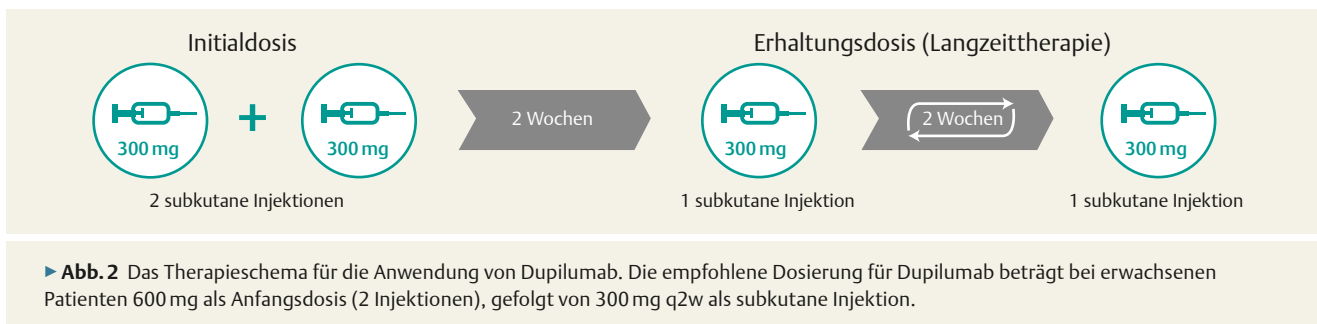 Initialdosis
Erhaltungsdosis (Langzeittherapie)
300 mg
+
300 mg
2 Wochen
300 mg
2 Wochen
300 mg
2 subkutane Injektionen
1 subkutane Injektion
1 subkutane Injektion
▶ Abb. 2 Das Therapieschema für die Anwendung von Dupilumab. Die empfohlene Dosierung für Dupilumab beträgt bei erwachsenen
Patienten 600 mg als Anfangsdosis (2 Injektionen), gefolgt von 300 mg q2w als subkutane Injektion.